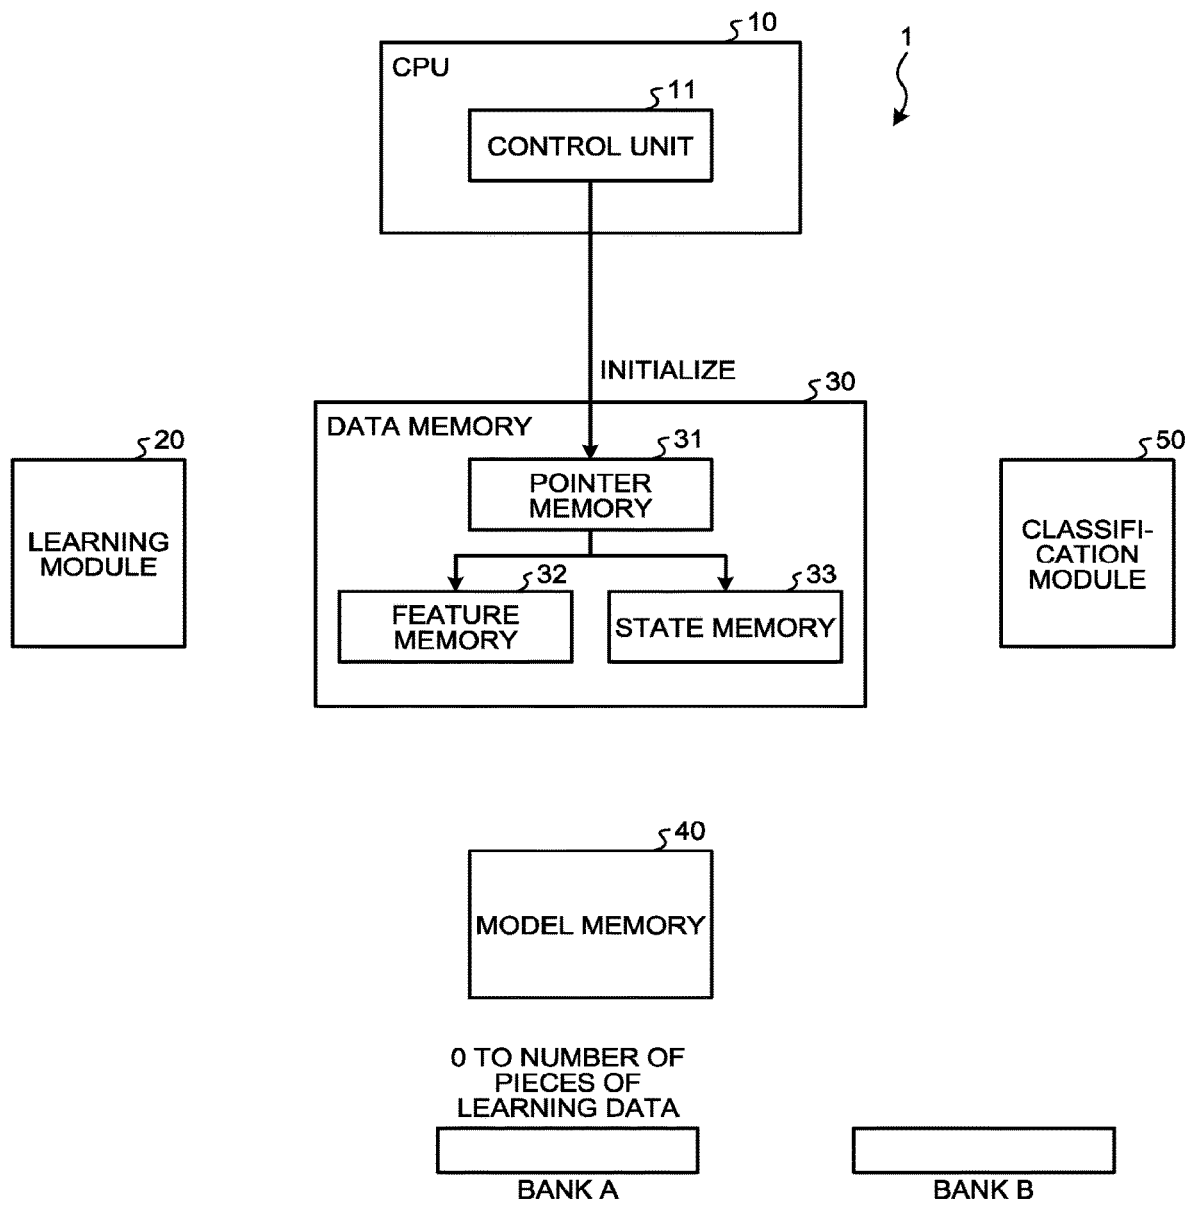 10
1
CPU
11
CONTROL UNIT
INITIALIZE
30
DATA MEMORY
20
31
50
POINTER
MEMORY
LEARNING
MODULE
CLASSIFI-
CATION
MODULE
32
33
FEATURE
MEMORY
STATE MEMORY
40
MODEL MEMORY
0 TO NUMBER OF
PIECES OF
LEARNING DATA
BANK A
BANK B